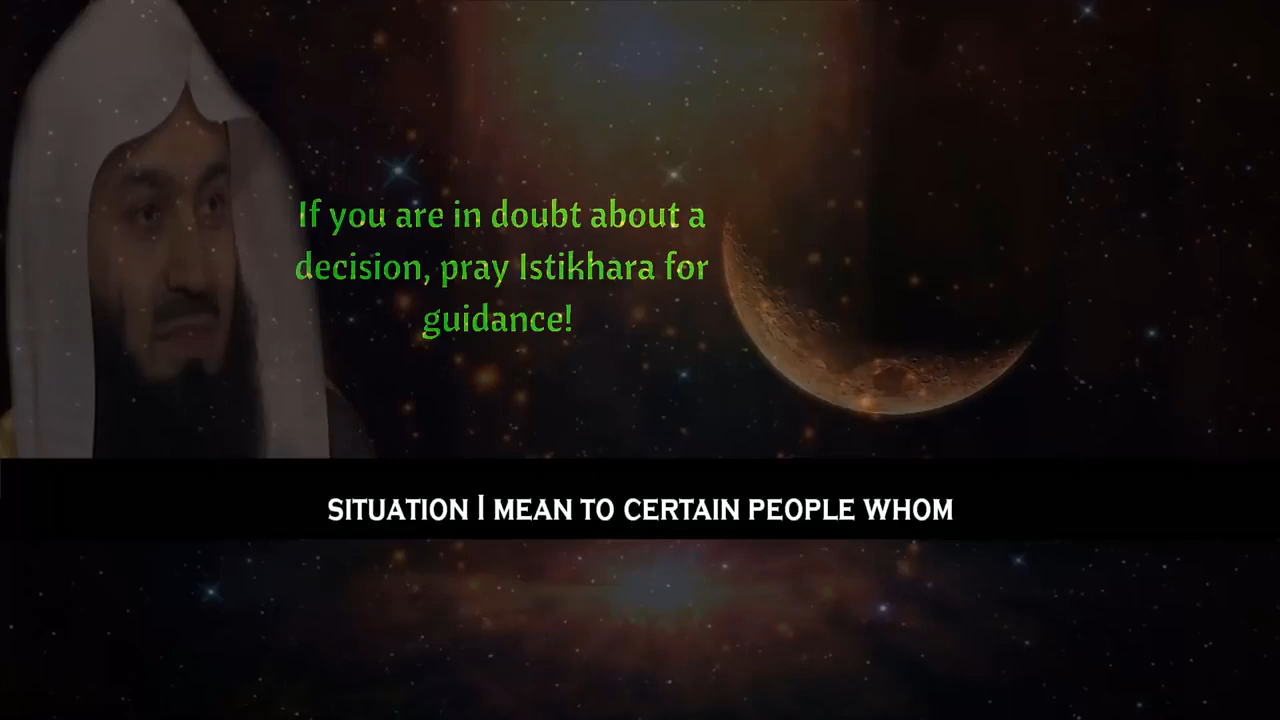 If you are in doubt about a
decision, pray Istikhara for
guidance!
SITUATION I MEAN TO CERTAIN PEOPLE WHOM